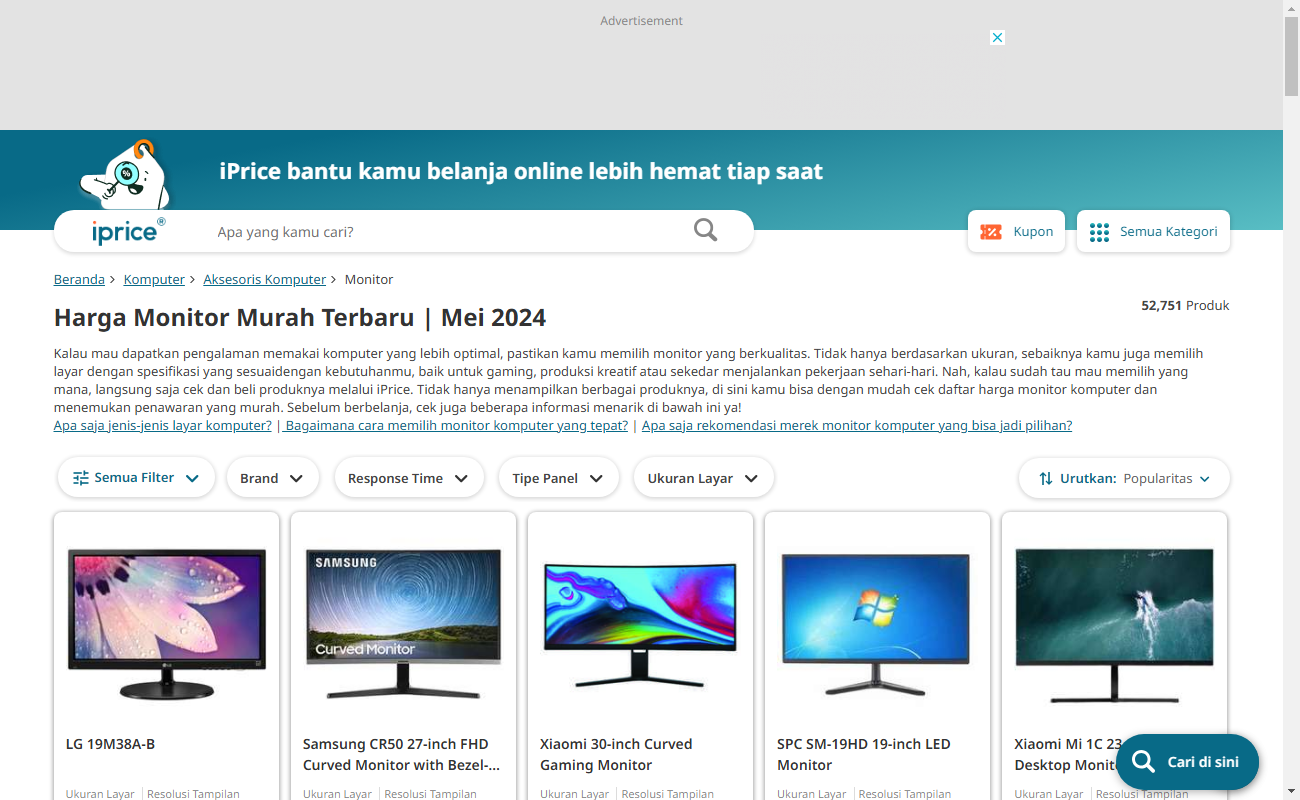 Advertisement
iPrice bantu kamu belanja online lebih hemat tiap saat
iprice®
Apa yang kamu cari?
Kupon
Semua Kategori
Beranda > Komputer > Aksesoris Komputer > Monitor
Harga Monitor Murah Terbaru | Mei 2024
52,751 Produk
Kalau mau dapatkan pengalaman memakai komputer yang lebih optimal, pastikan kamu memilih monitor yang berkualitas. Tidak hanya berdasarkan ukuran, sebaiknya kamu juga memilih
layar dengan spesifikasi yang sesuaidengan kebutuhanmu, baik untuk gaming, produksi kreatif atau sekedar menjalankan pekerjaan sehari-hari. Nah, kalau sudah tau mau memilih yang
mana, langsung saja cek dan beli produknya melalui iPrice. Tidak hanya menampilkan berbagai produknya, di sini kamu bisa dengan mudah cek daftar harga monitor komputer dan
menemukan penawaran yang murah. Sebelum berbelanja, cek juga beberapa informasi menarik di bawah ini ya!
Apa saja jenis-jenis layar komputer? | Bagaimana cara memilih monitor komputer yang tepat? | Apa saja rekomendasi merek monitor komputer yang bisa jadi pilihan?
Semua Filter
Brand
Response Time
Tipe Panel
Ukuran Layar
Urutkan: Popularitas
SAMSUNG
Curved Monitor
LG 19M38A-B
Ukuran Layar | Resolusi Tampilan
Samsung CR50 27-inch FHD
Curved Monitor with Bezel-...
Ukuran Layar | Resolusi Tampilan
Xiaomi 30-inch Curved
Gaming Monitor
Ukuran Layar | Resolusi Tampilan
SPC SM-19HD 19-inch LED
Monitor
Ukuran Layar | Resolusi Tampilan
Xiaomi Mi 1C 23
Desktop Monit
Ukuran Layar | Resolusi Tampilan
Cari di sini